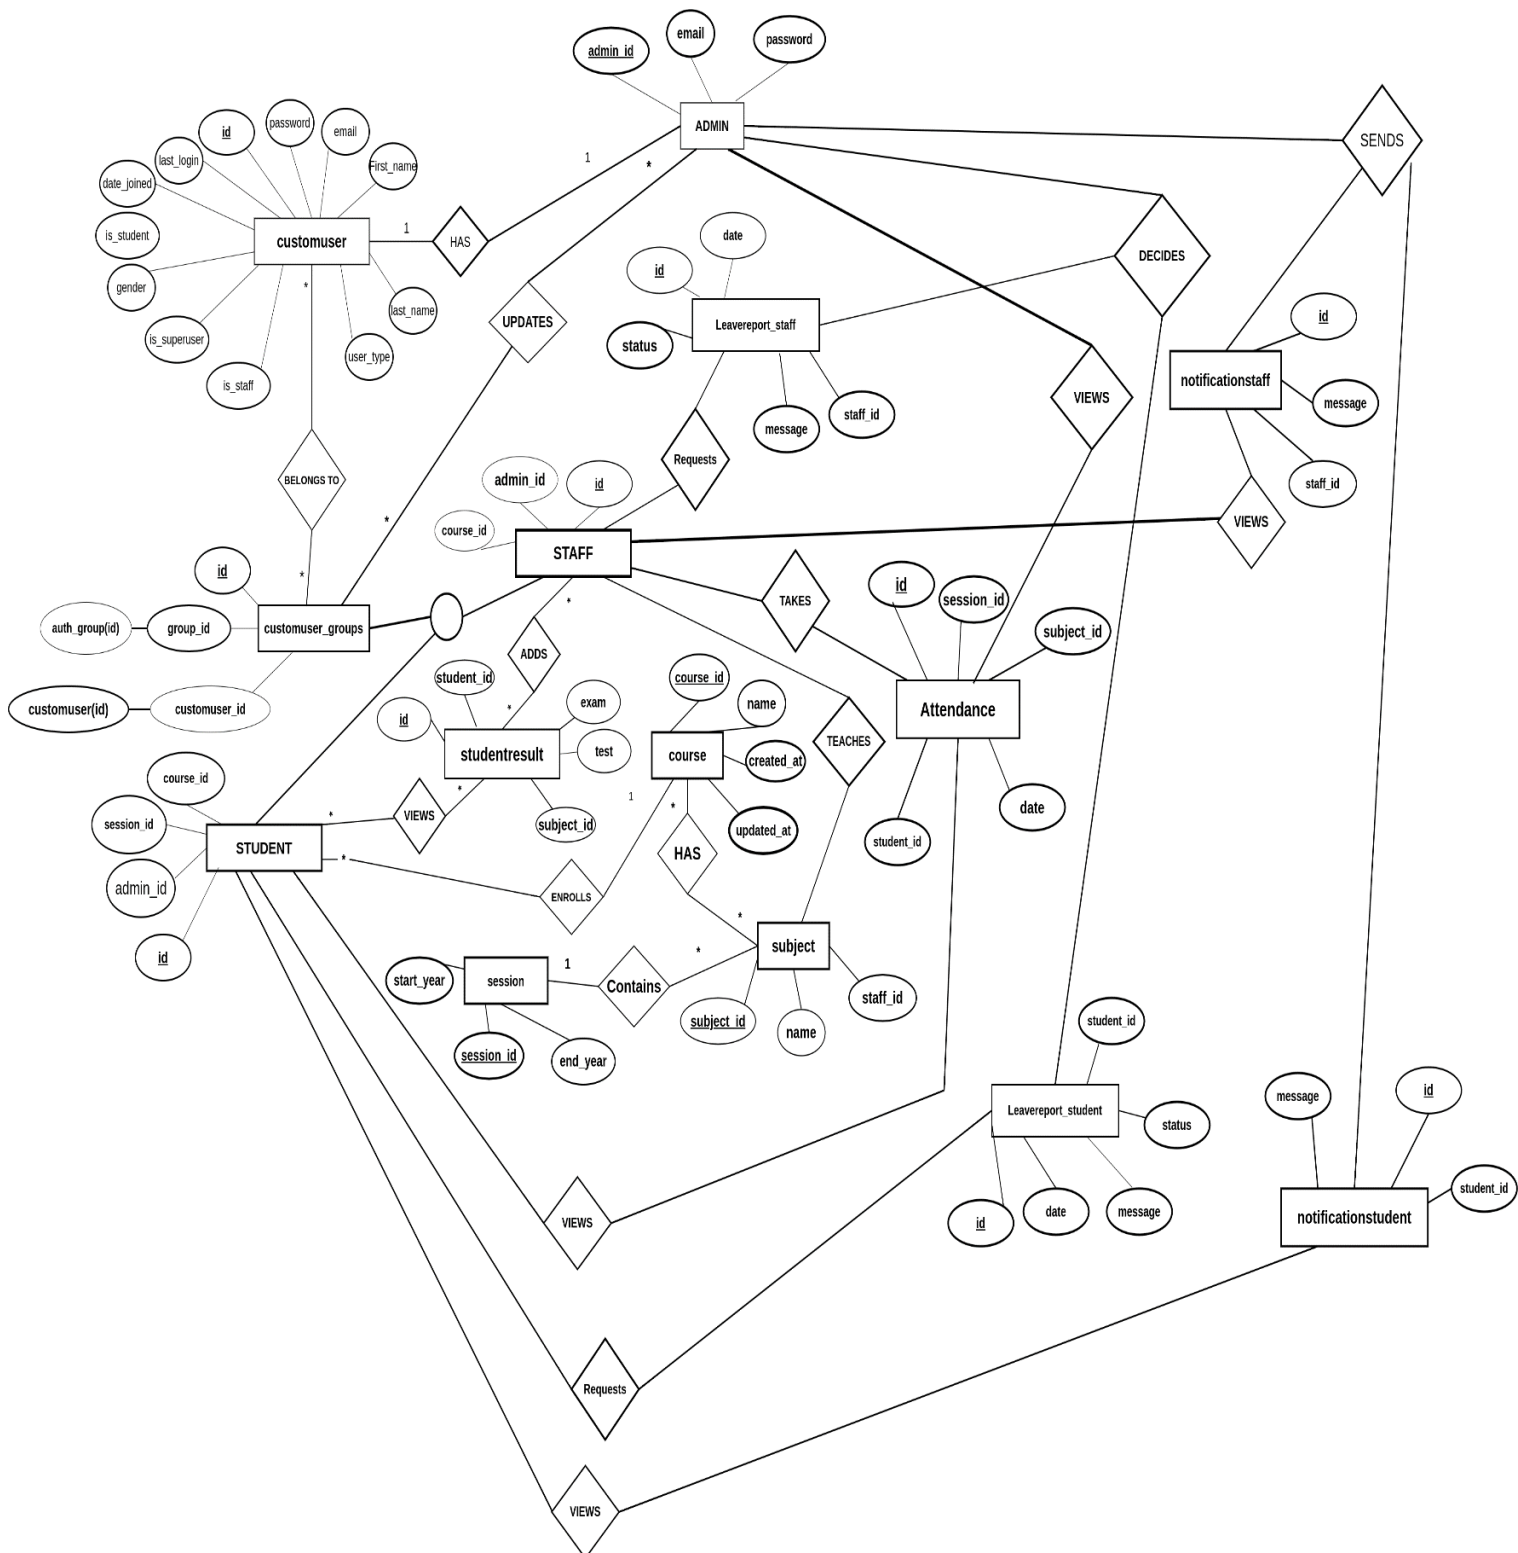 email
password
admin_id
password
email
id
ADMIN
SENDS
last_login
First_name
1
*
date_joined
is_student
customuser
1
HAS
date
DECIDES
id
gender
*
last_name
UPDATES
Leavereport_staff
id
is_superuser
status
user_type
notificationstaff
is_staff
VIEWS
message
staff_id
message
Requests
BELONGS TO
admin_id
id
staff_id
*
course_id
VIEWS
STAFF
id
*
id
session_id
TAKES
*
auth_group(id)
group_id
customuser_groups
subject_id
ADDS
student_id
course_id
customuser(id)
customuser_id
*
id
exam
name
Attendance
TEACHES
studentresult
test
course
created_at
course_id
*
1
*
date
session_id
*
VIEWS
subject_id
updated_at
STUDENT
*
HAS
student_id
admin_id
ENROLLS
*
subject
id
*
1
start_year
session
Contains
staff_id
subject_id
name
student_id
session_id
end_year
message
id
Leavereport_student
status
student_id
id
date
message
notificationstudent
VIEWS
Requests
VIEWS